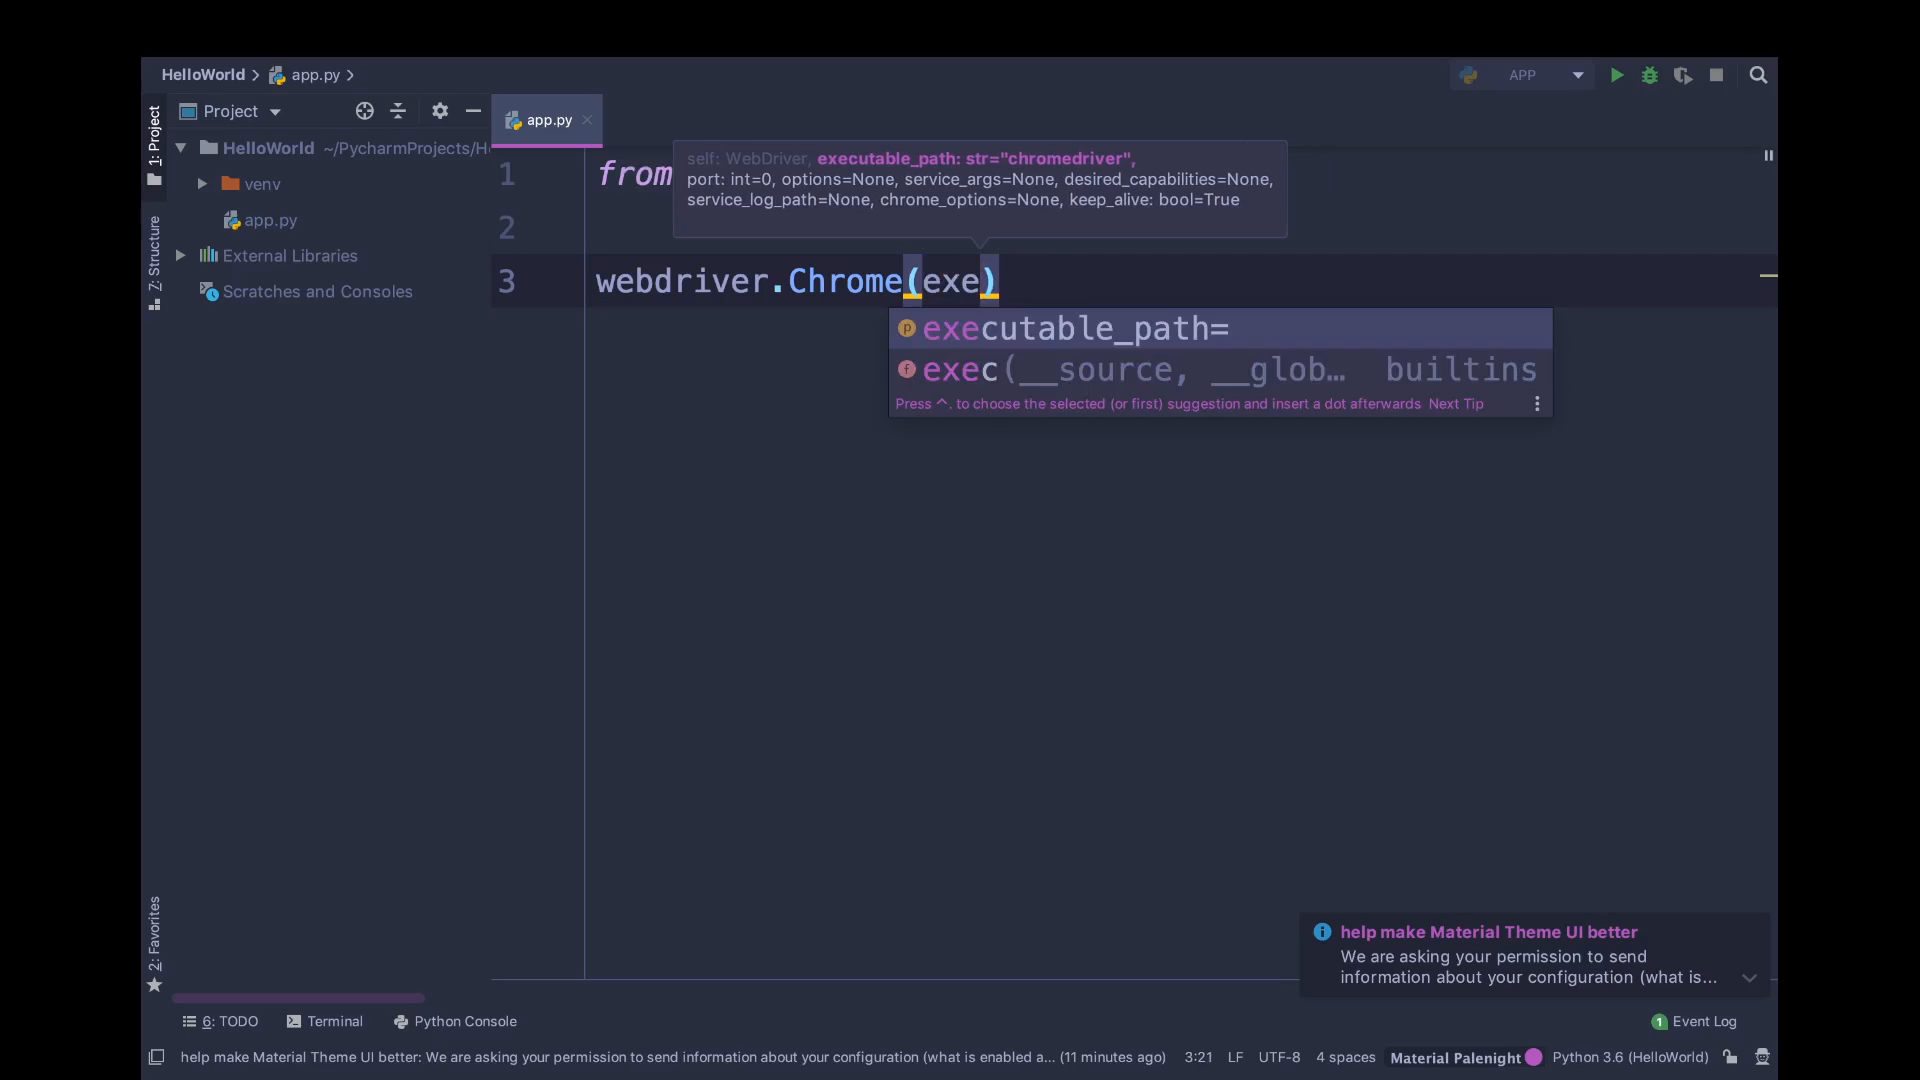 HelloWorld
app.py
APP
1: Project
Project
app.py
HelloWorld ~/PycharmProjects/H
venv
app.py
External Libraries
Scratches and Consoles
7: Structure
2: Favorites
self: WebDriver, executable_path: str="chromedriver",
port: int=0, options=None, service_args=None, desired_capabilities=None,
service_log_path=None, chrome_options=None, keep_alive: bool=True
1 from
2
3 webdriver.Chrome(exe)
p executable_path=
f exec(__source, __glob… builtins
Press ^. to choose the selected (or first) suggestion and insert a dot afterwards Next Tip
help make Material Theme UI better
We are asking your permission to send
information about your configuration (what is...
6: TODO
Terminal
Python Console
1 Event Log
help make Material Theme UI better: We are asking your permission to send information about your configuration (what is enabled a... (11 minutes ago)
3:21
LF
UTF-8
4 spaces
Material Palenight
Python 3.6 (HelloWorld)